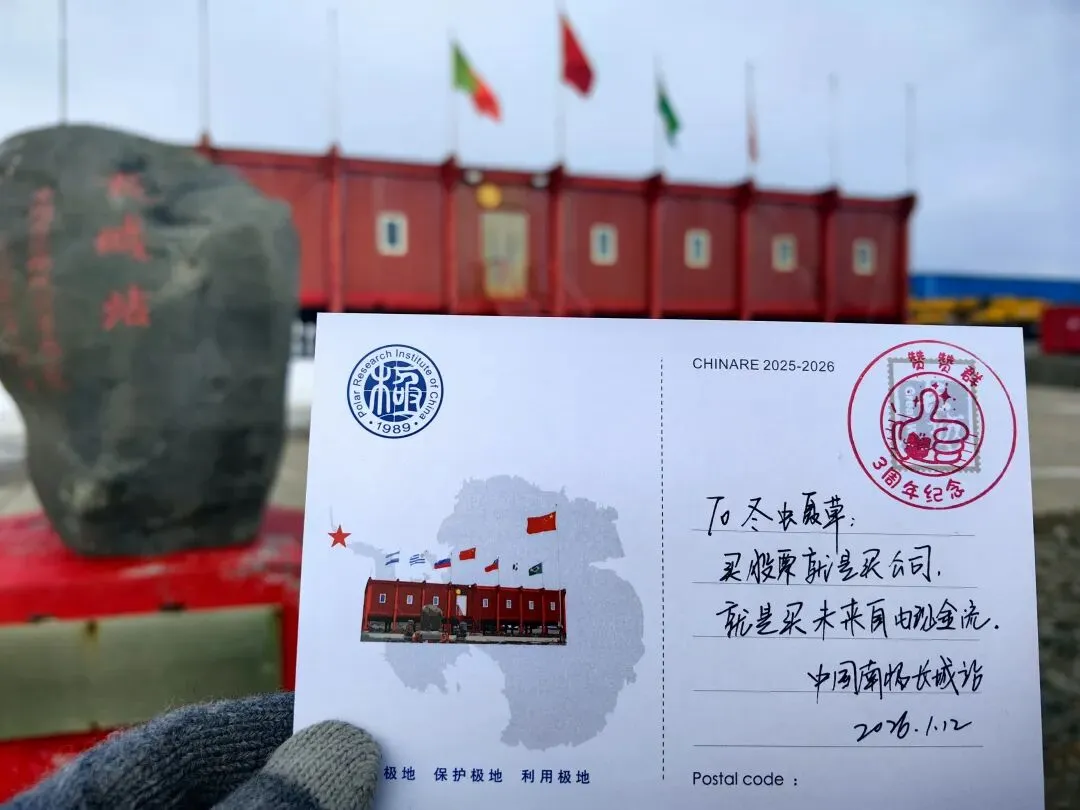 长城站
Polar Research Institute of China
极
·1989·
CHINARE 2025-2026
赞赞群
3周年纪念
To 冬虫夏草:
买股票就是买公司,
就是买未来自由现金流.
中国南极长城站
2026.1.12
极地 保护极地 利用极地
Postal code :